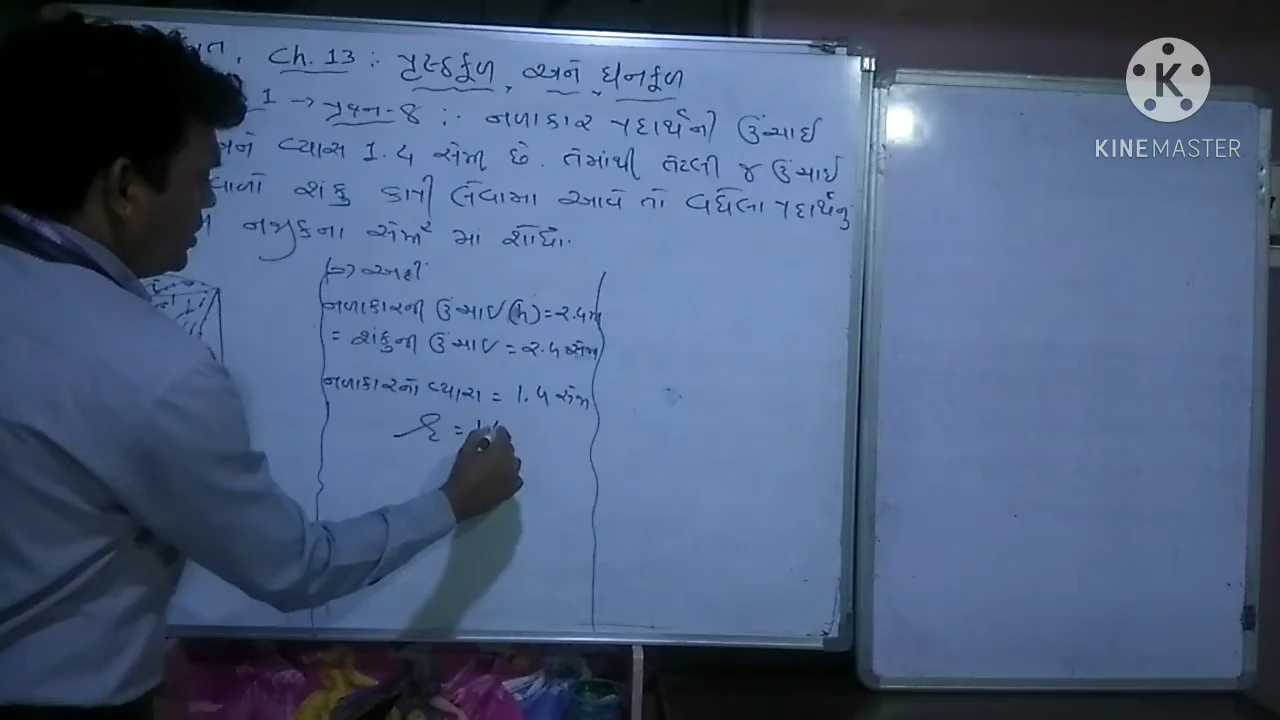 Ch. 13 : પૃષ્ઠફળ, અને ઘનફળ
1 → પ્રશ્ન-8 : નળાકાર પદાર્થની ઉંચાઈ
વ્યાસ 1.4 સેમી છે. તેમાંથી તેટલી જ ઉંચાઈ
શંકુ કાપી લેવામા આવે તો વધેલા પદાર્થનુ
નજીકના સેમી² માં શોધો.
⇒ અહીં
નળાકારની ઉંચાઈ (h) = 2.4
= શંકુની ઉંચાઈ = 2.4 સેમી
નળાકારનો વ્યાસ = 1.4 સેમી
r =
K
KINEMASTER